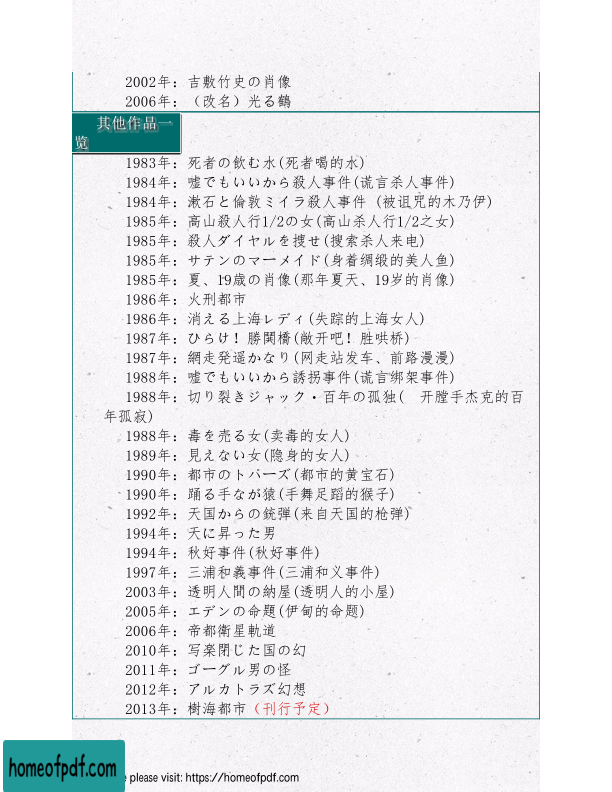 2002年：吉敷竹史の肖像
2006年：（改名）光る鶴
其他作品一
览
1983年：死者の飲む水(死者喝的水)
1984年：嘘でもいいから殺人事件(谎言杀人事件)
1984年：漱石と倫敦ミイラ殺人事件 (被诅咒的木乃伊)
1985年：高山殺人行1/2の女(高山杀人行1/2之女)
1985年：殺人ダイヤルを捜せ(搜索杀人来电)
1985年：サテンのマーメイド(身着绸缎的美人鱼)
1985年：夏、19歳の肖像(那年夏天、19岁的肖像)
1986年：火刑都市
1986年：消える上海レディ(失踪的上海女人)
1987年：ひらけ！勝鬨橋(敞开吧！胜哄桥)
1987年：網走発遥かなり(网走站发车、前路漫漫)
1988年：嘘でもいいから誘拐事件(谎言绑架事件)
1988年：切り裂きジャック・百年の孤独( 开膛手杰克的百
年孤寂)
1988年：毒を売る女(卖毒的女人)
1989年：見えない女(隐身的女人)
1990年：都市のトパーズ(都市的黄宝石)
1990年：踊る手なが猿(手舞足蹈的猴子)
1992年：天国からの銃弾(来自天国的枪弹)
1994年：天に昇った男
1994年：秋好事件(秋好事件)
1997年：三浦和義事件(三浦和义事件)
2003年：透明人間の納屋(透明人的小屋)
2005年：エデンの命題(伊甸的命题)
2006年：帝都衛星軌道
2010年：写楽閉じた国の幻
2011年：ゴーグル男の怪
2012年：アルカトラズ幻想
2013年：樹海都市（刊行予定）
homeofpdf.com
e please visit: https://homeofpdf.com